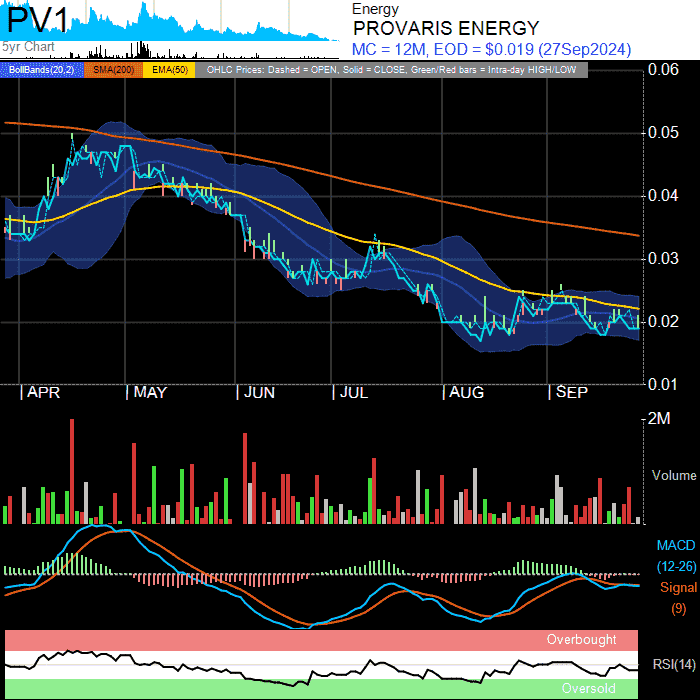 PV1
5yr Chart
Energy
PROVARIS ENERGY
MC = 12M, EOD = $0.019 (27Sep2024)
BollBands(20,2) SMA(200) EMA(50) OHLC Prices: Dashed = OPEN, Solid = CLOSE, Green/Red bars = Intra-day HIGH/LOW
0.06
0.05
0.04
0.03
0.02
0.01
APR MAY JUN JUL AUG SEP
2M
Volume
MACD
(12-26)
Signal
(9)
Overbought
RSI(14)
Oversold